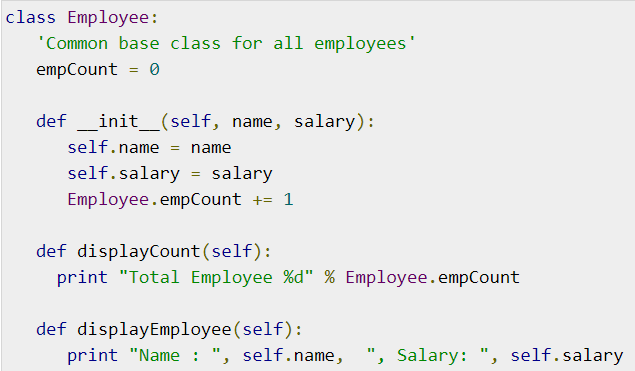 class Employee:
   'Common base class for all employees'
   empCount = 0

   def __init__(self, name, salary):
      self.name = name
      self.salary = salary
      Employee.empCount += 1

   def displayCount(self):
     print "Total Employee %d" % Employee.empCount

   def displayEmployee(self):
      print "Name : ", self.name,  ", Salary: ", self.salary